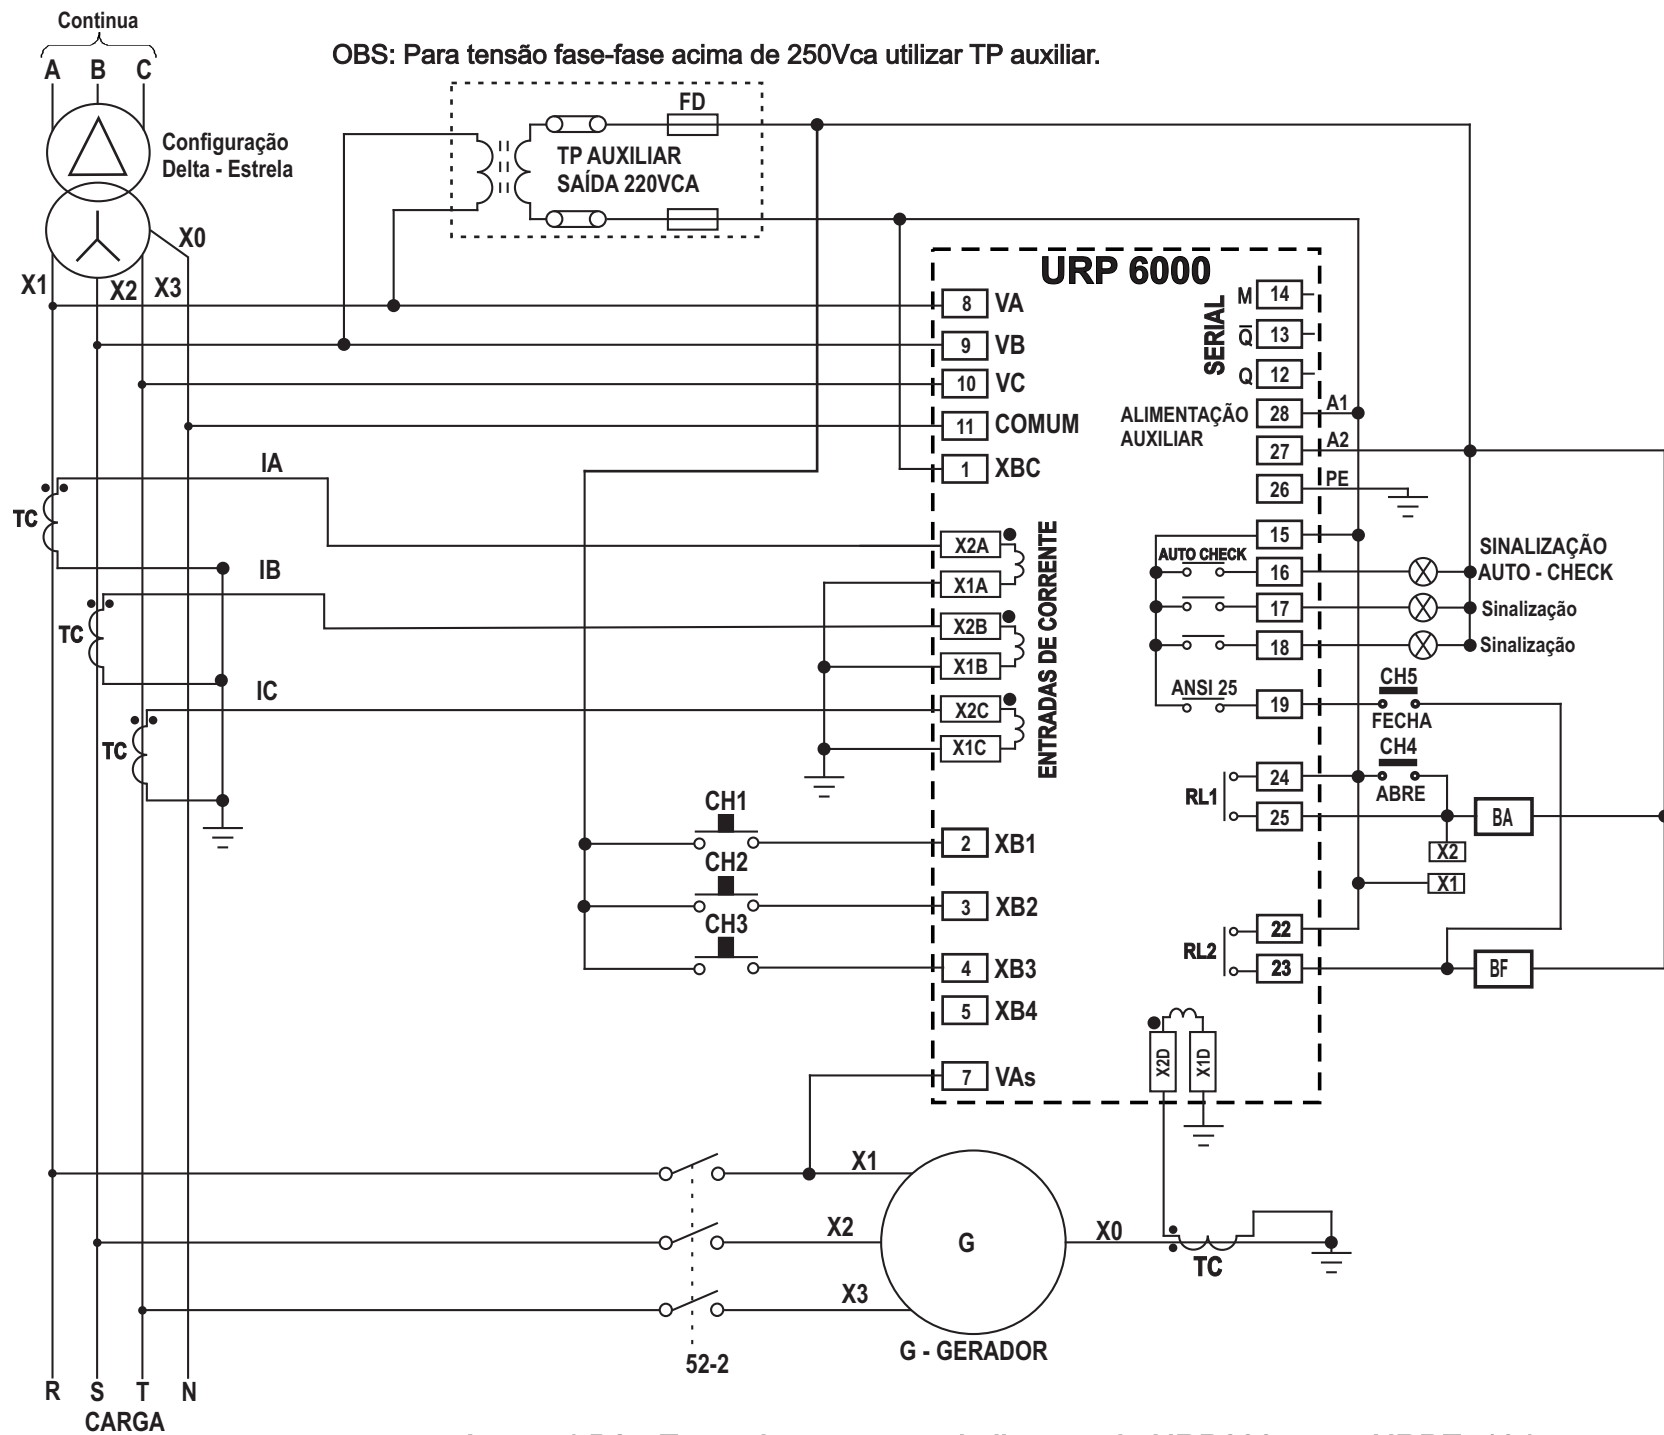 Continua
A B C
OBS: Para tensão fase-fase acima de 250Vca utilizar TP auxiliar.
FD
Configuração
Delta - Estrela
TP AUXILIAR
SAÍDA 220VCA
X0
X1 X2 X3
URP 6000
8 VA
9 VB
10 VC
11 COMUM
1 XBC
SERIAL
M 14
Q̅ 13
Q 12
ALIMENTAÇÃO
AUXILIAR
28 A1
27 A2
26 PE
IA
TC
IB
TC
IC
TC
X2A
X1A
X2B
X1B
X2C
X1C
ENTRADAS DE CORRENTE
15
AUTO CHECK
16
17
18
SINALIZAÇÃO
AUTO - CHECK
Sinalização
Sinalização
ANSI 25
19
CH5
FECHA
CH4
ABRE
RL1
24
25
BA
X2
X1
CH1
CH2
CH3
2 XB1
3 XB2
4 XB3
5 XB4
7 VAs
RL2
22
23
BF
X2D
X1D
X1
X2
X3
G
X0
TC
G - GERADOR
52-2
R S T N
CARGA